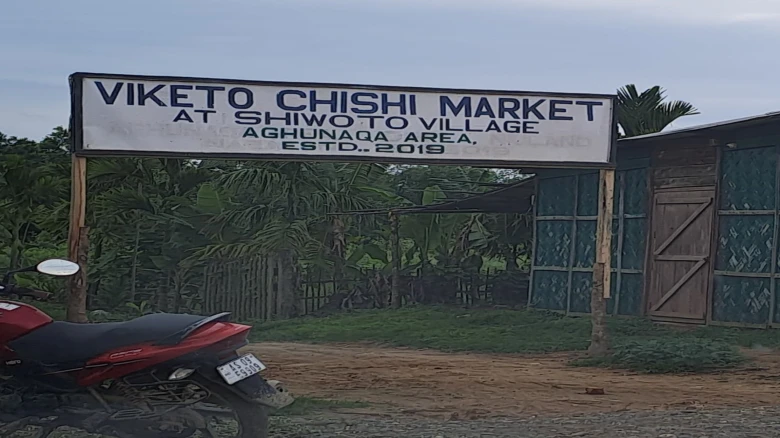 VIKETO CHISHI MARKET
AT SHIWOTO VILLAGE
AGHUNAQA AREA,
ESTD.. 2019